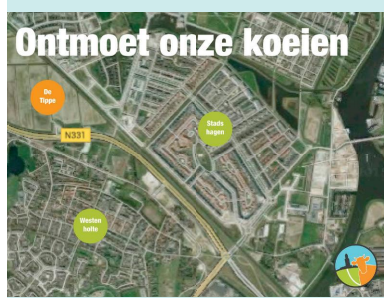 Ontmoet onze koeien
De
Tippe
N331
Stads
hagen
Westen
holte